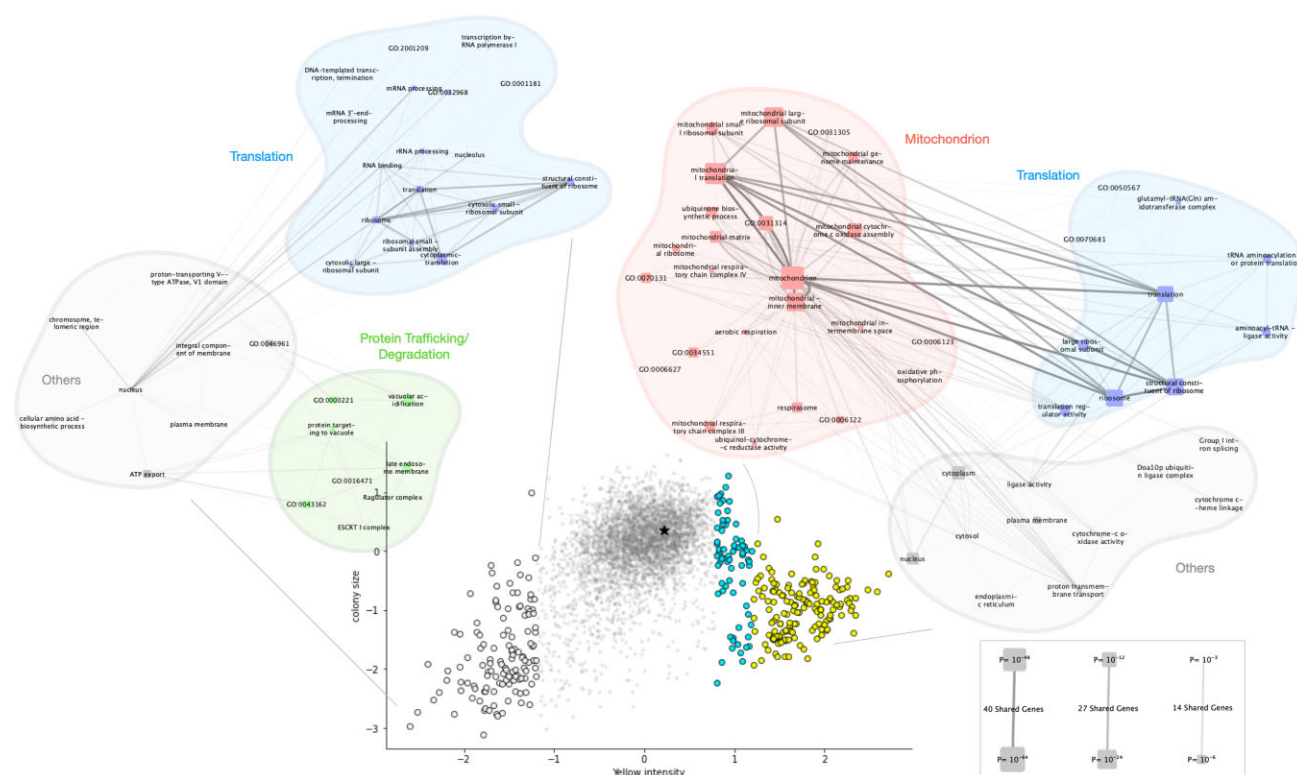 transcription by-
RNA polymerase I
GO:2001209
DNA-templated transc-
ription, termination
mRNA processing
GO:0032968
GO:0001181
mRNA 3'-end-
processing
Translation
rRNA processing
nucleolus
RNA binding
translation
structural consti-
tuent of ribosome
cytosolic small -
ribosomal subunit
ribosome
ribosomal small -
subunit assembly
cytoplasmic-
translation
cytosolic large -
ribosomal subunit
proton-transporting V--
type ATPase, V1 domain
chromosome, te-
lomeric region
integral compon-
ent of membrane
GO:0046961
Others
nucleus
cellular amino acid -
biosynthetic process
plasma membrane
ATP export
Protein Trafficking/
Degradation
GO:0000221
vacuolar ac-
idification
protein target-
ing to vacuole
late endoso-
me membrane
GO:0016471
Ragulator complex
GO:0043162
ESCRT I complex
mitochondrial larg-
e ribosomal subunit
mitochondrial smal-
l ribosomal subunit
GO:0031305
Mitochondrion
mitochondrial ge-
nome maintenance
mitochondria-
l translation
ubiquinone bios-
ynthetic process
GO:0031314
mitochondrial cytochr-
ome c oxidase assembly
mitochondrial matrix
mitochondri-
al ribosome
mitochondrial respira-
tory chain complex IV
GO:0070131
mitochondrion
mitochondrial -
inner membrane
aerobic respiration
mitochondrial in-
termembrane space
GO:0034551
GO:0006123
GO:0006627
oxidative ph-
osphorylation
respirasome
GO:0006122
mitochondrial respira-
tory chain complex III
ubiquinol-cytochrome-
-c reductase activity
Translation
GO:0050567
glutamyl-tRNA(Gln) am-
idotransferase complex
GO:0070681
tRNA aminoacylation f-
or protein translation
translation
large ribos-
omal subunit
aminoacyl-tRNA -
ligase activity
structural consti-
tuent of ribosome
ribosome
translation reg-
ulator activity
Group I intr-
on splicing
cytoplasm
Doa10p ubiquiti-
n ligase complex
ligase activity
cytochrome c-
-heme linkage
plasma membrane
cytosol
cytochrome-c o-
xidase activity
nucleus
Others
endoplasmi-
c reticulum
proton transmem-
brane transport
colony size
1
0
−1
−2
−3
−2
−1
0
1
2
Yellow intensity
P= 10⁻⁴⁸
P= 10⁻¹²
P= 10⁻³
40 Shared Genes
27 Shared Genes
14 Shared Genes
P= 10⁻⁶⁴
P= 10⁻²⁴
P= 10⁻⁶